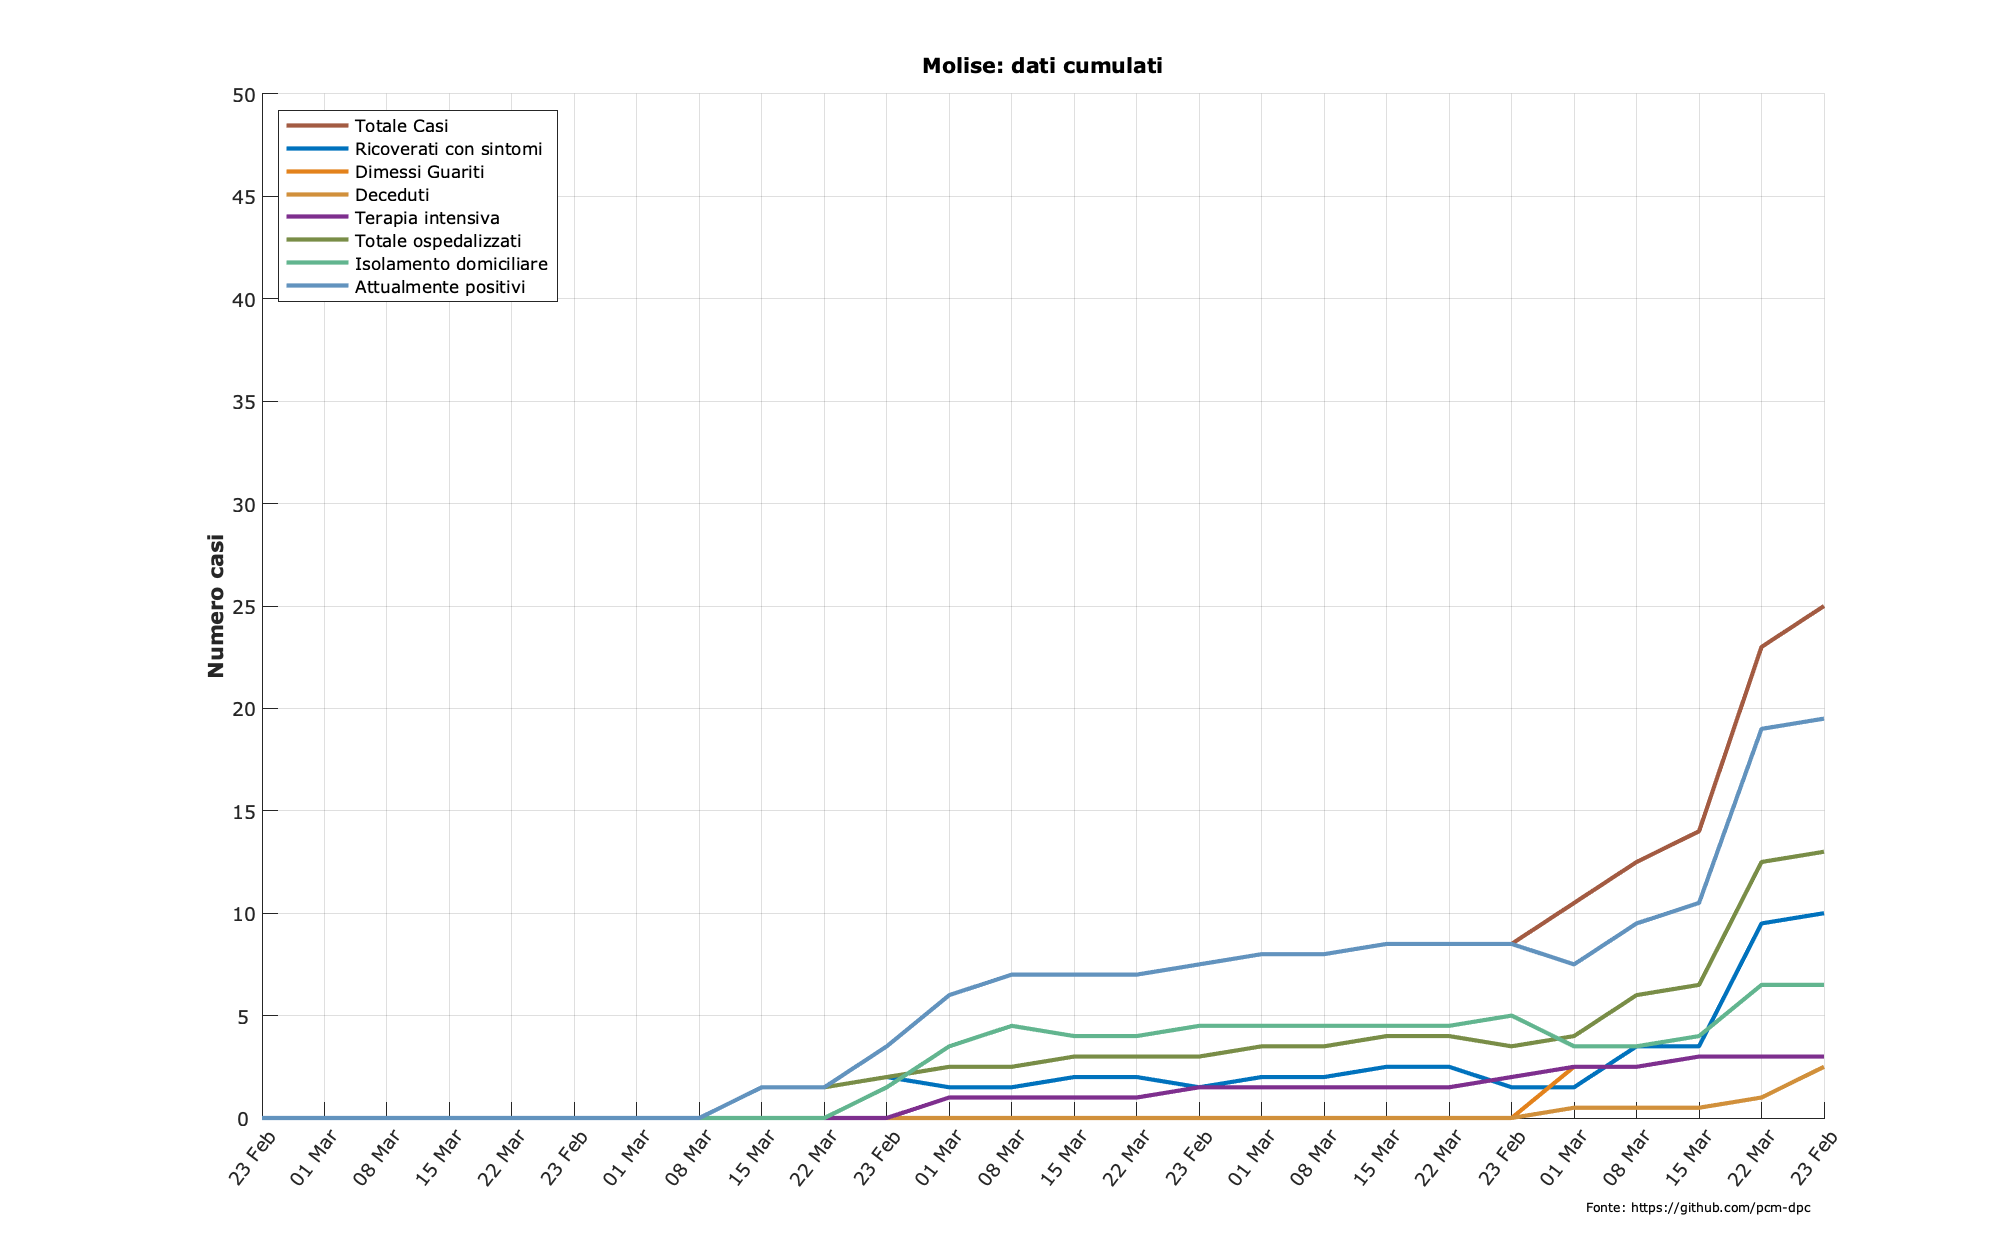 Molise: dati cumulati
50
45
40
35
30
25
20
15
10
5
0
Numero casi
Totale Casi
Ricoverati con sintomi
Dimessi Guariti
Deceduti
Terapia intensiva
Totale ospedalizzati
Isolamento domiciliare
Attualmente positivi
23 Feb
01 Mar
08 Mar
15 Mar
22 Mar
23 Feb
01 Mar
08 Mar
15 Mar
22 Mar
23 Feb
01 Mar
08 Mar
15 Mar
22 Mar
23 Feb
01 Mar
08 Mar
15 Mar
22 Mar
23 Feb
01 Mar
08 Mar
15 Mar
22 Mar
23 Feb
Fonte: https://github.com/pcm-dpc